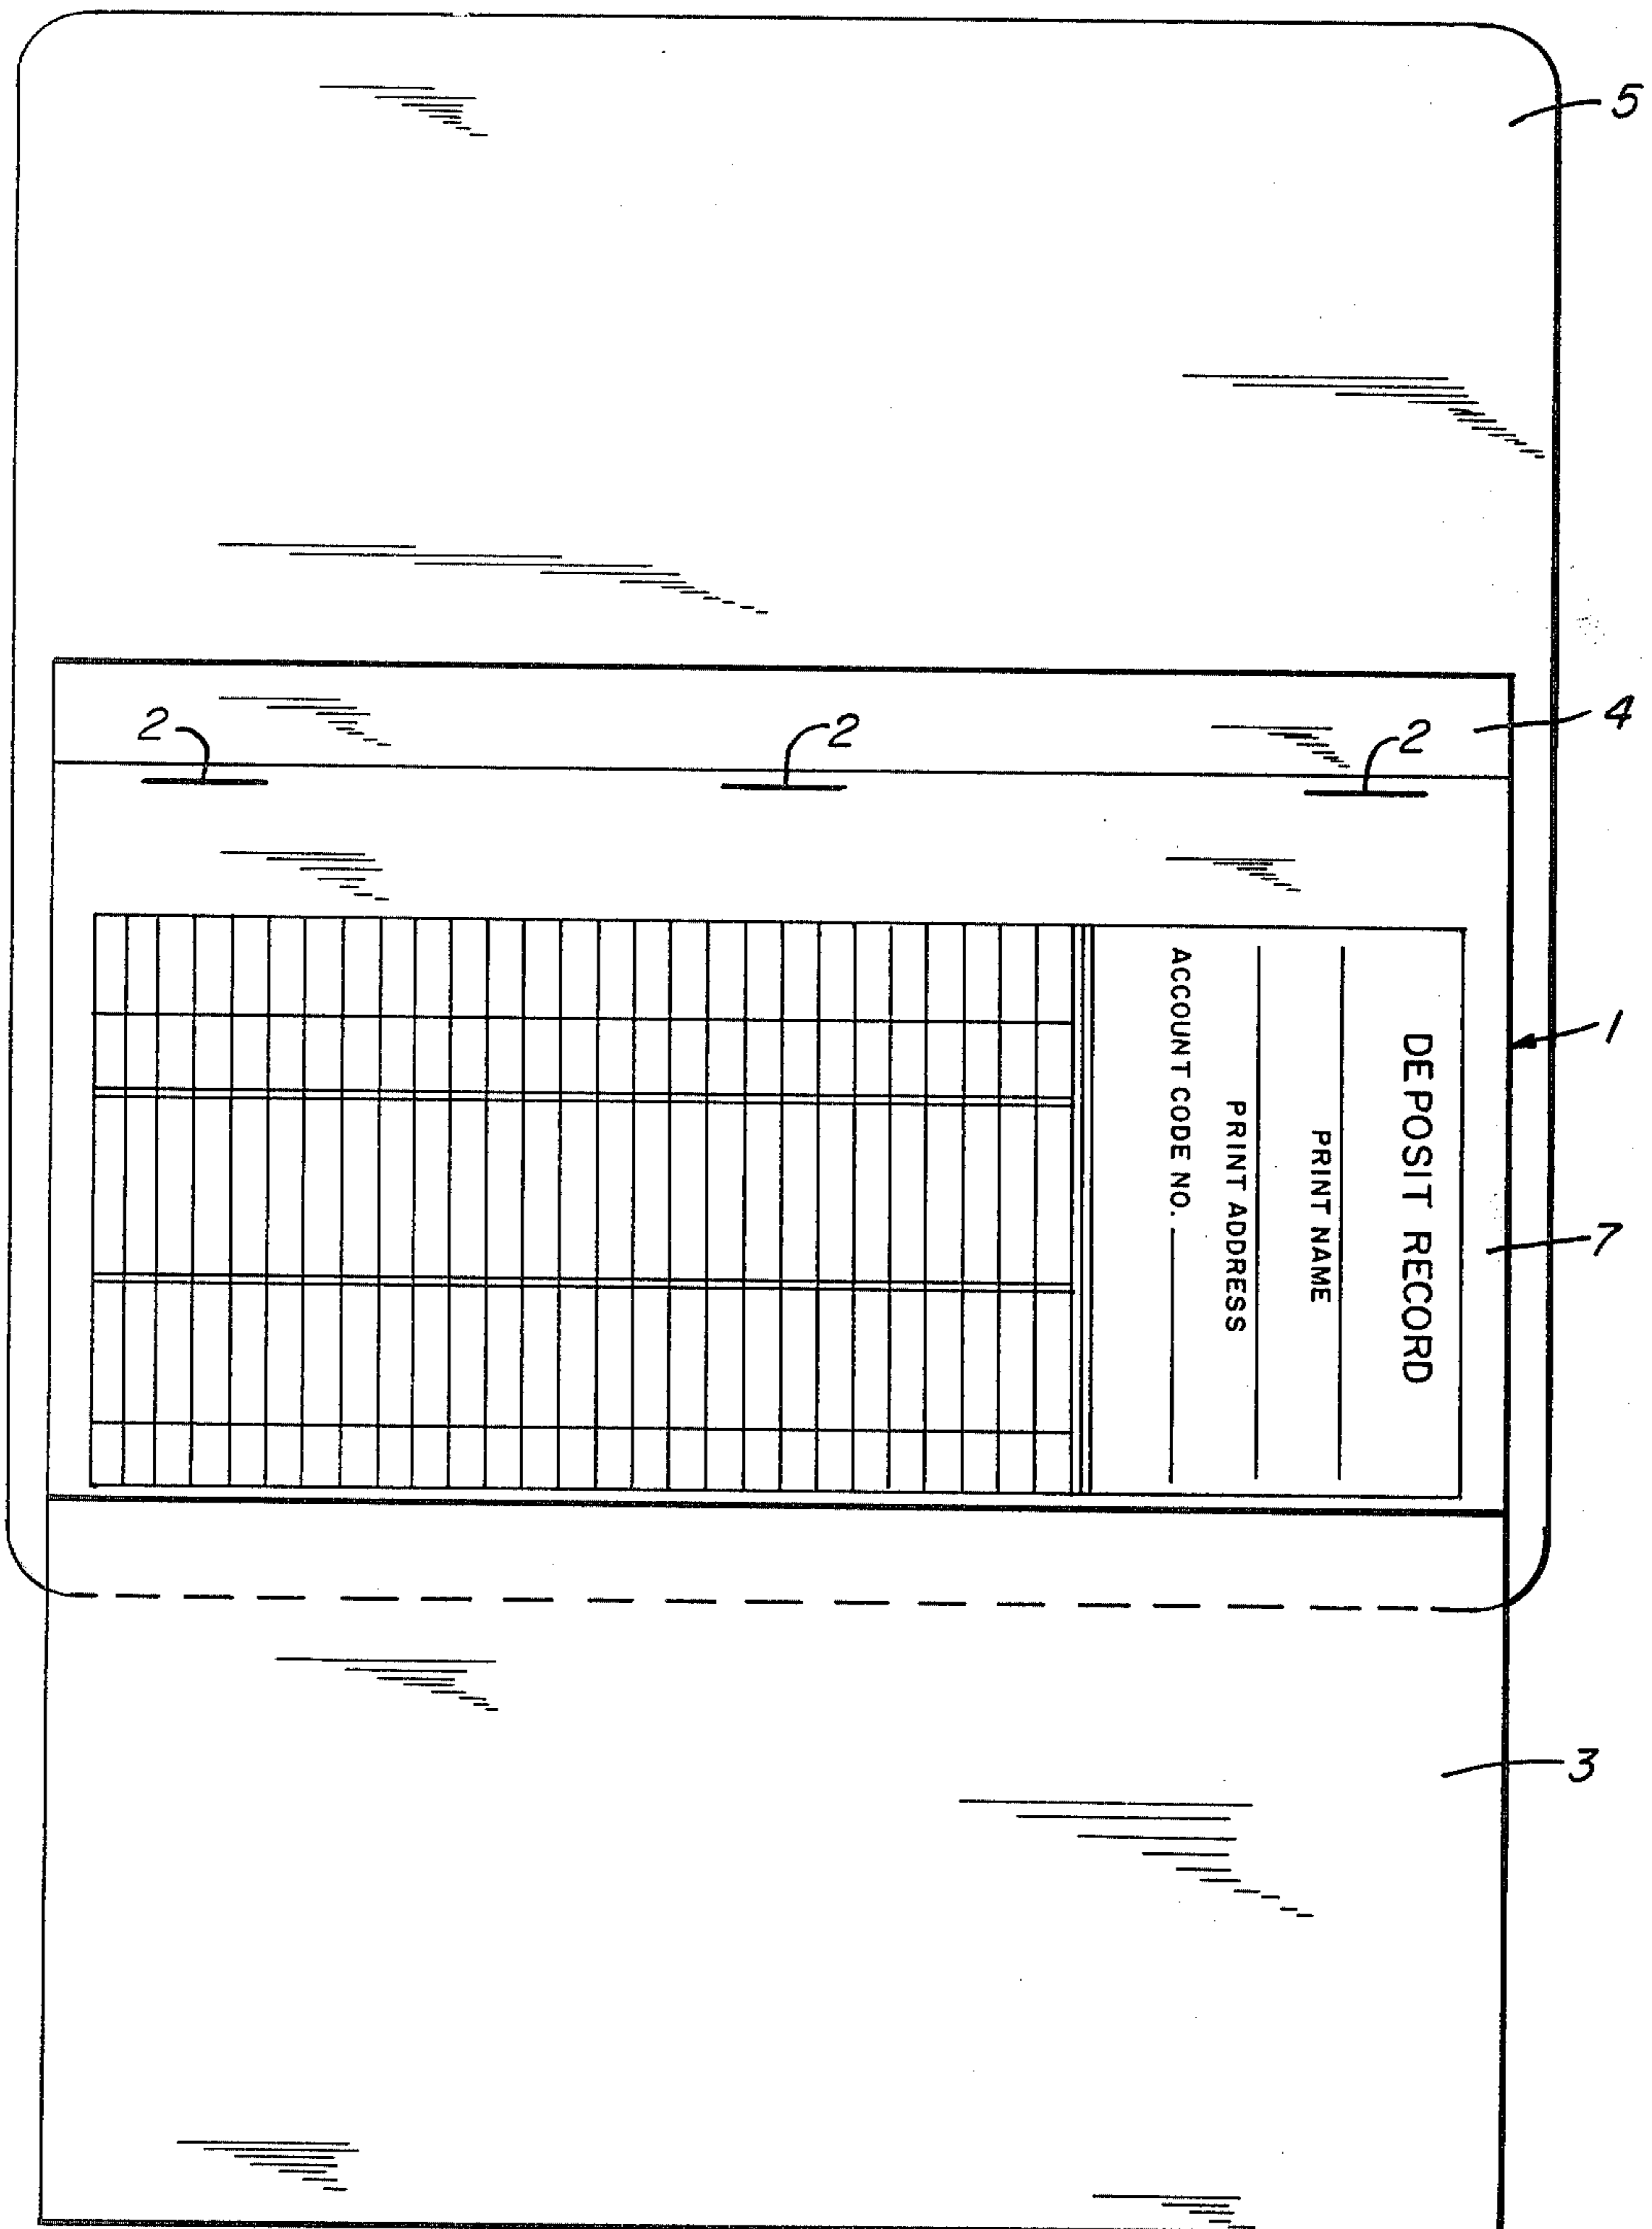 5
4
2 2 2
1
DEPOSIT RECORD
PRINT NAME
PRINT ADDRESS
ACCOUNT CODE NO.
7
3